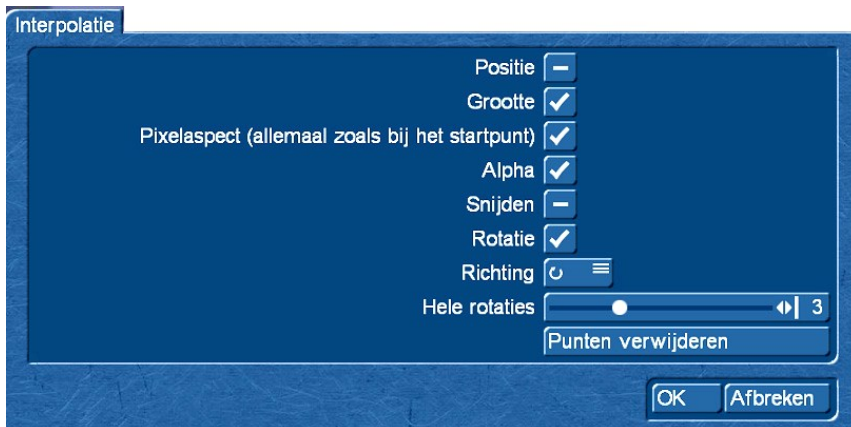 Interpolatie
Positie
Grootte
Pixelaspect (allemaal zoals bij het startpunt)
Alpha
Snijden
Rotatie
Richting
Hele rotaties 3
Punten verwijderen
OK Afbreken